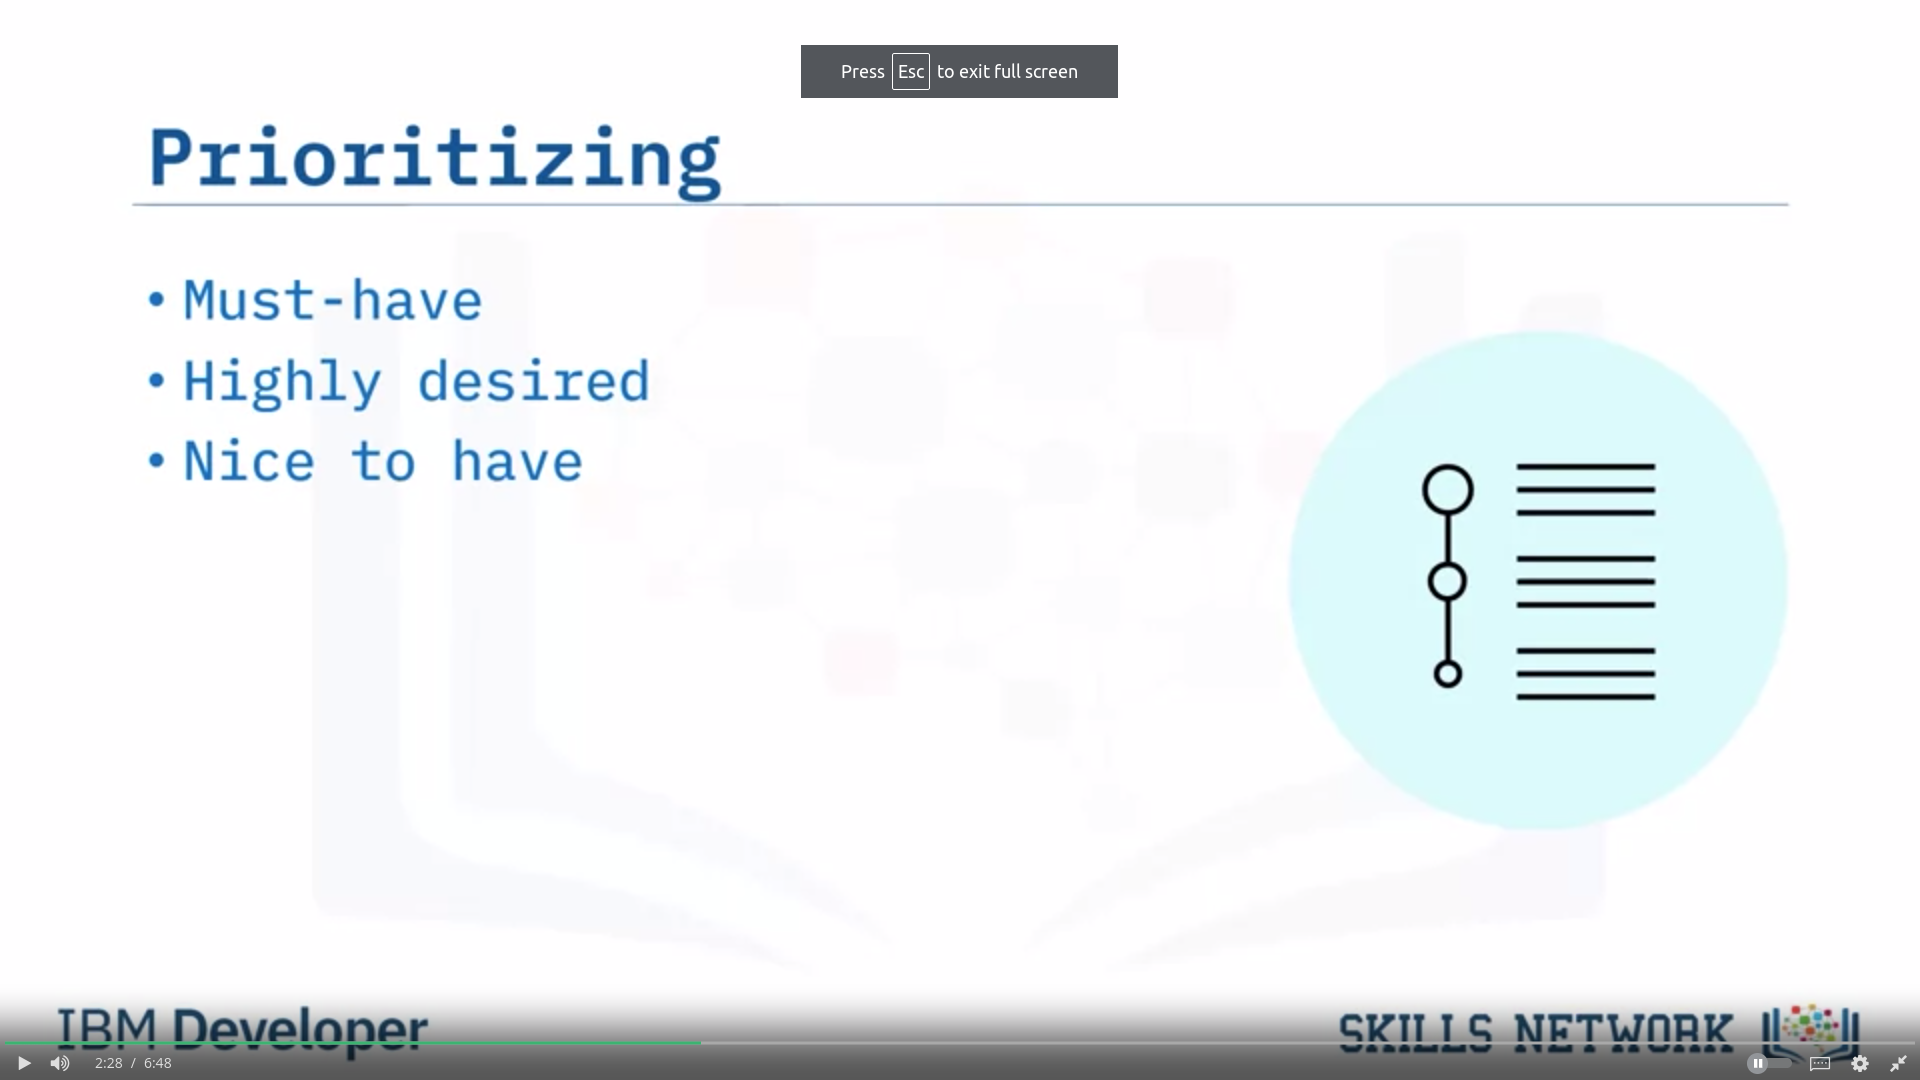 Press Esc to exit full screen
Prioritizing
• Must-have
• Highly desired
• Nice to have
IBM Developer
SKILLS NETWORK
2:28 / 6:48